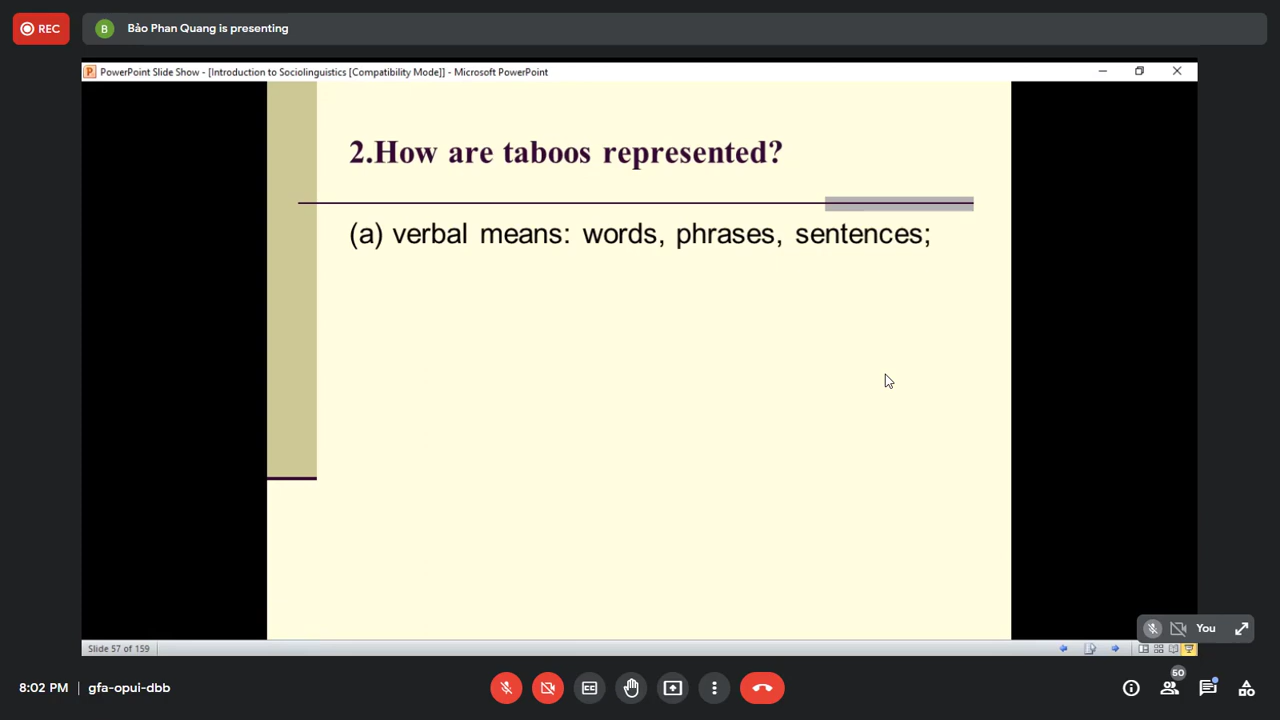 REC
B
Bảo Phan Quang is presenting
P
PowerPoint Slide Show - [Introduction to Sociolinguistics [Compatibility Mode]] - Microsoft PowerPoint
2.How are taboos represented?
(a) verbal means: words, phrases, sentences;
You
Slide 57 of 159
8:02 PM | gfa-opui-dbb
CC
50